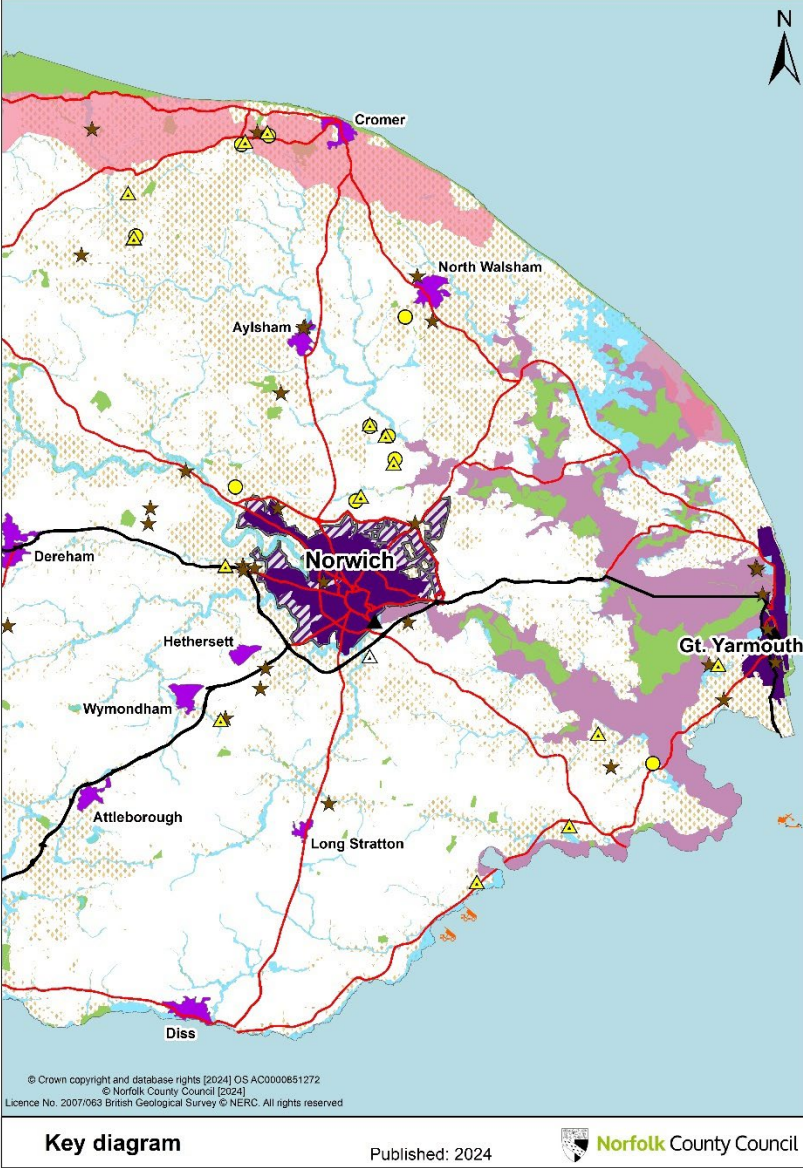 N
Cromer
North Walsham
Aylsham
Norwich
Dereham
Hethersett
Gt. Yarmouth
Wymondham
Attleborough
Long Stratton
Diss
© Crown copyright and database rights [2024] OS AC0000851272
© Norfolk County Council [2024]
Licence No. 2007/063 British Geological Survey © NERC. All rights reserved
Key diagram
Published: 2024
Norfolk County Council